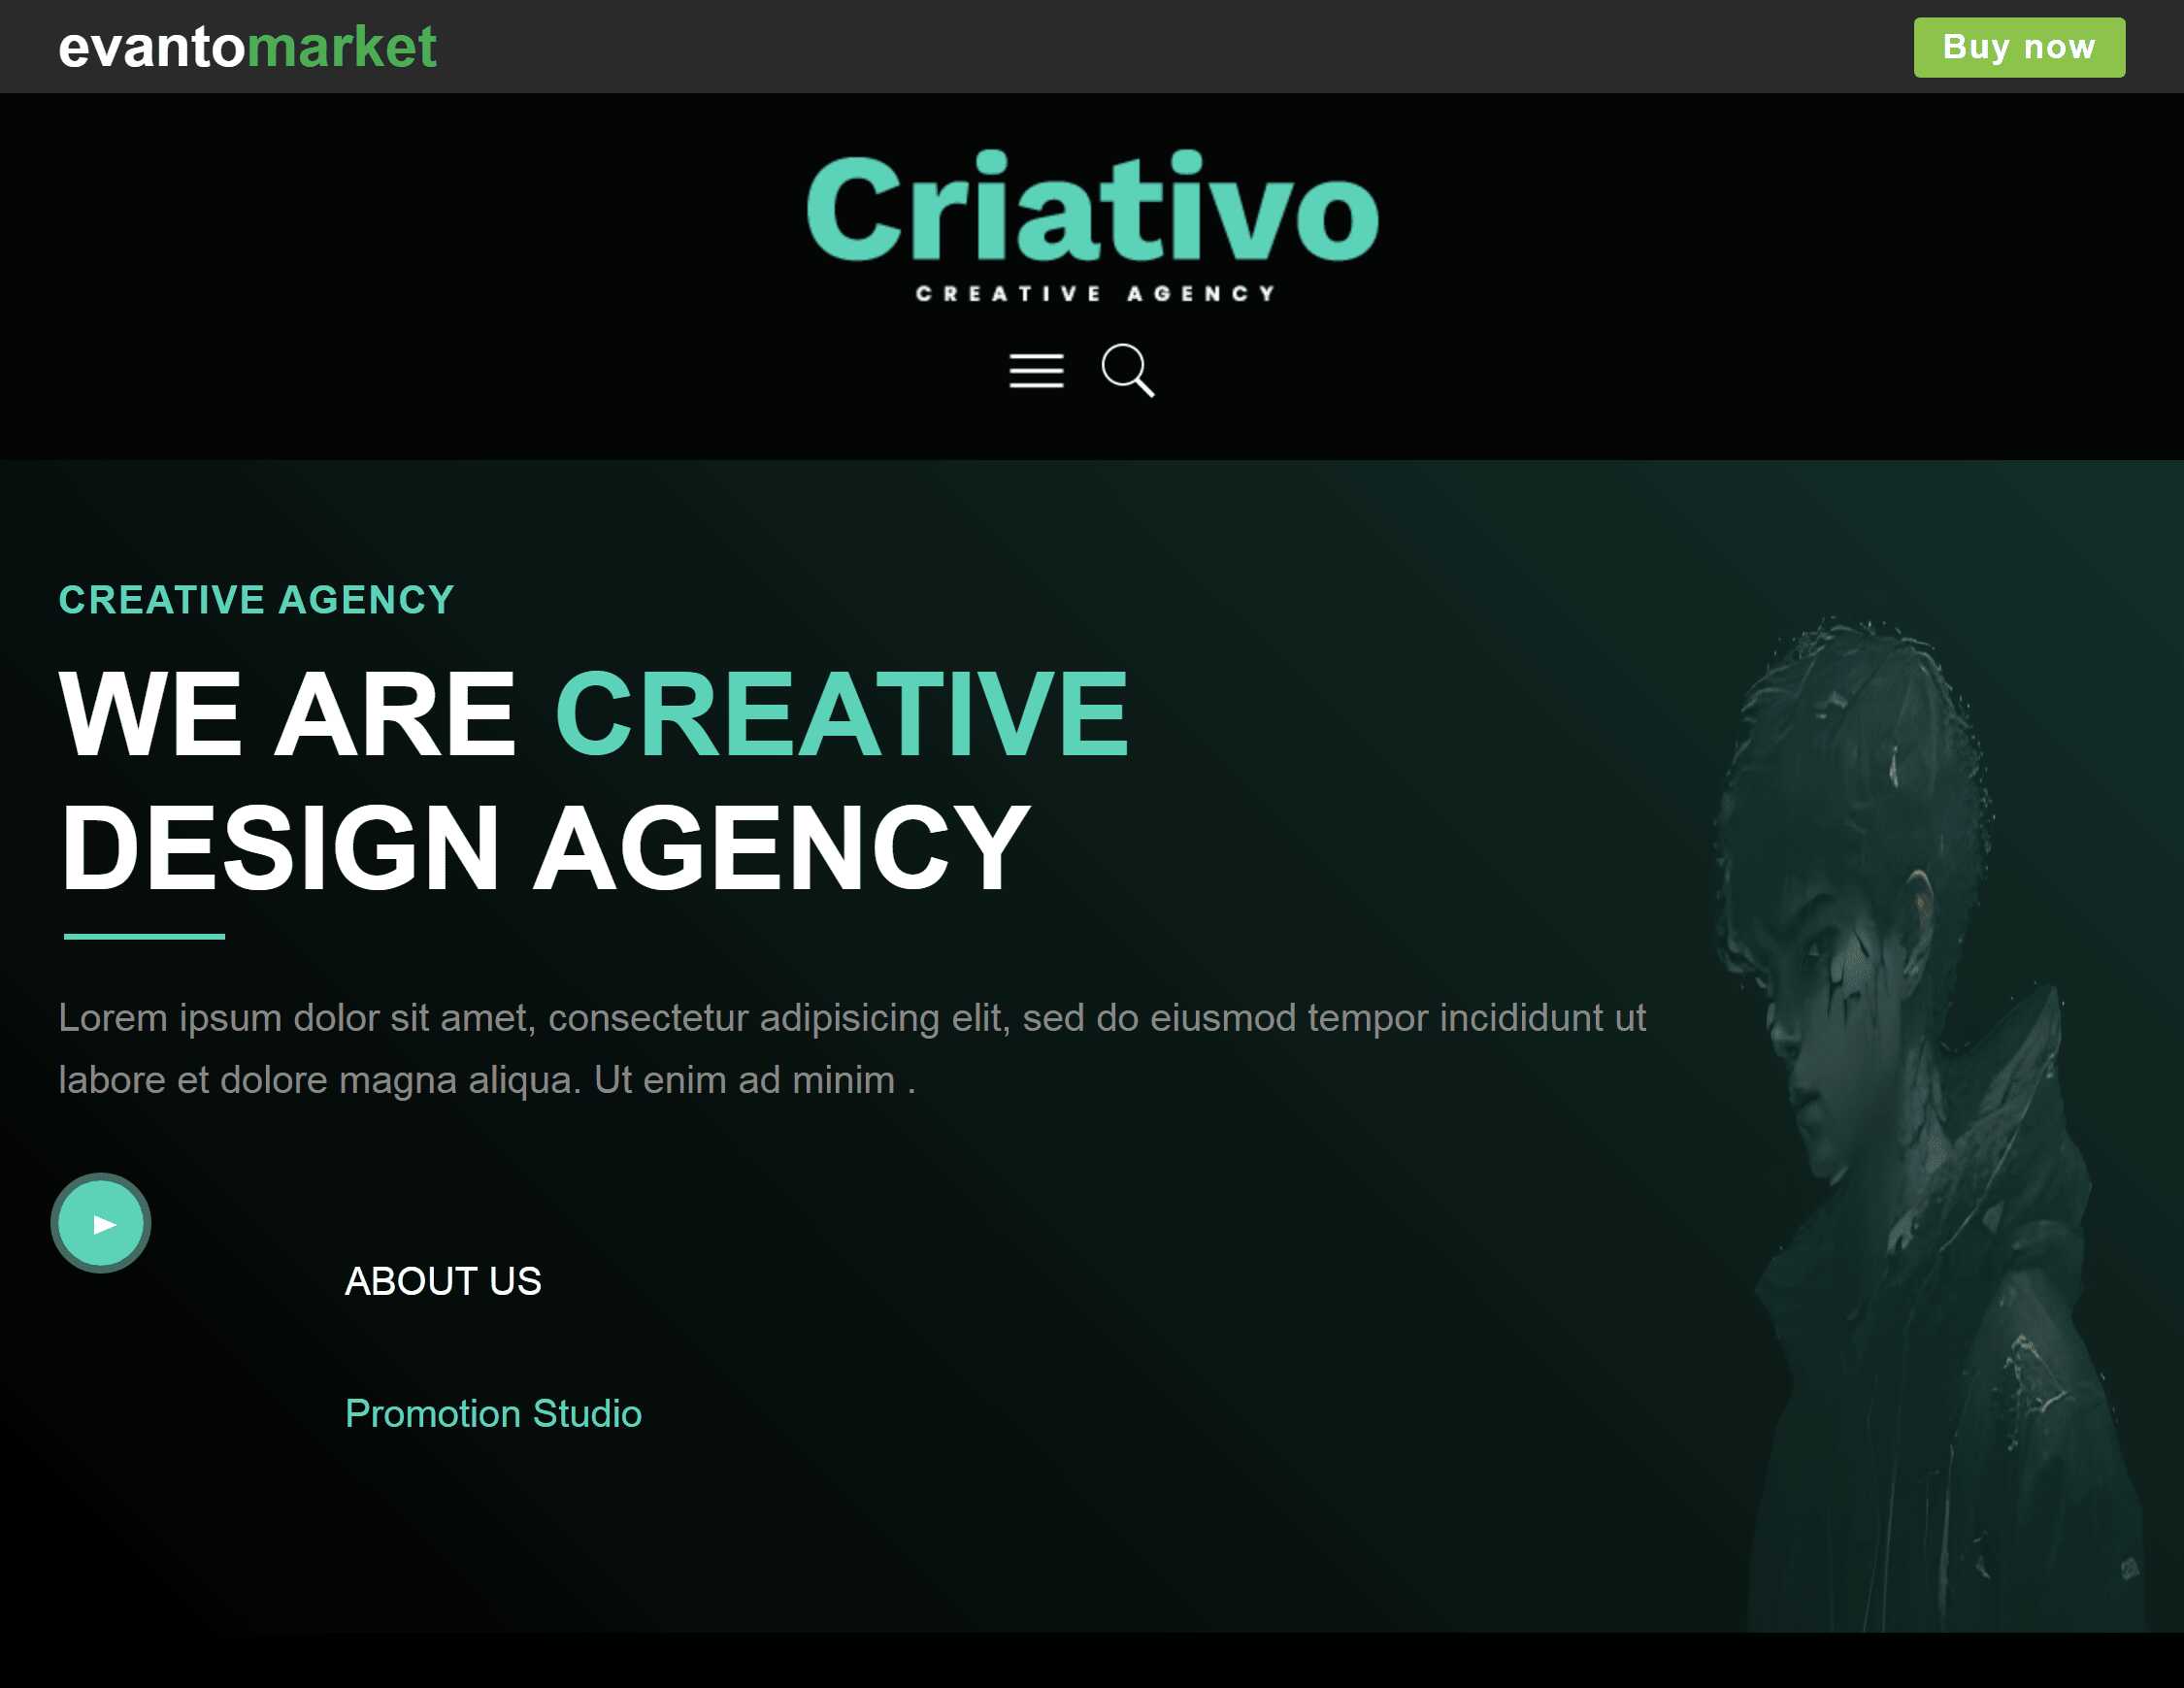 evantomarket
Buy now
Criativo
CREATIVE AGENCY
CREATIVE AGENCY
WE ARE CREATIVE
DESIGN AGENCY
Lorem ipsum dolor sit amet, consectetur adipisicing elit, sed do eiusmod tempor incididunt ut
labore et dolore magna aliqua. Ut enim ad minim .
ABOUT US
Promotion Studio